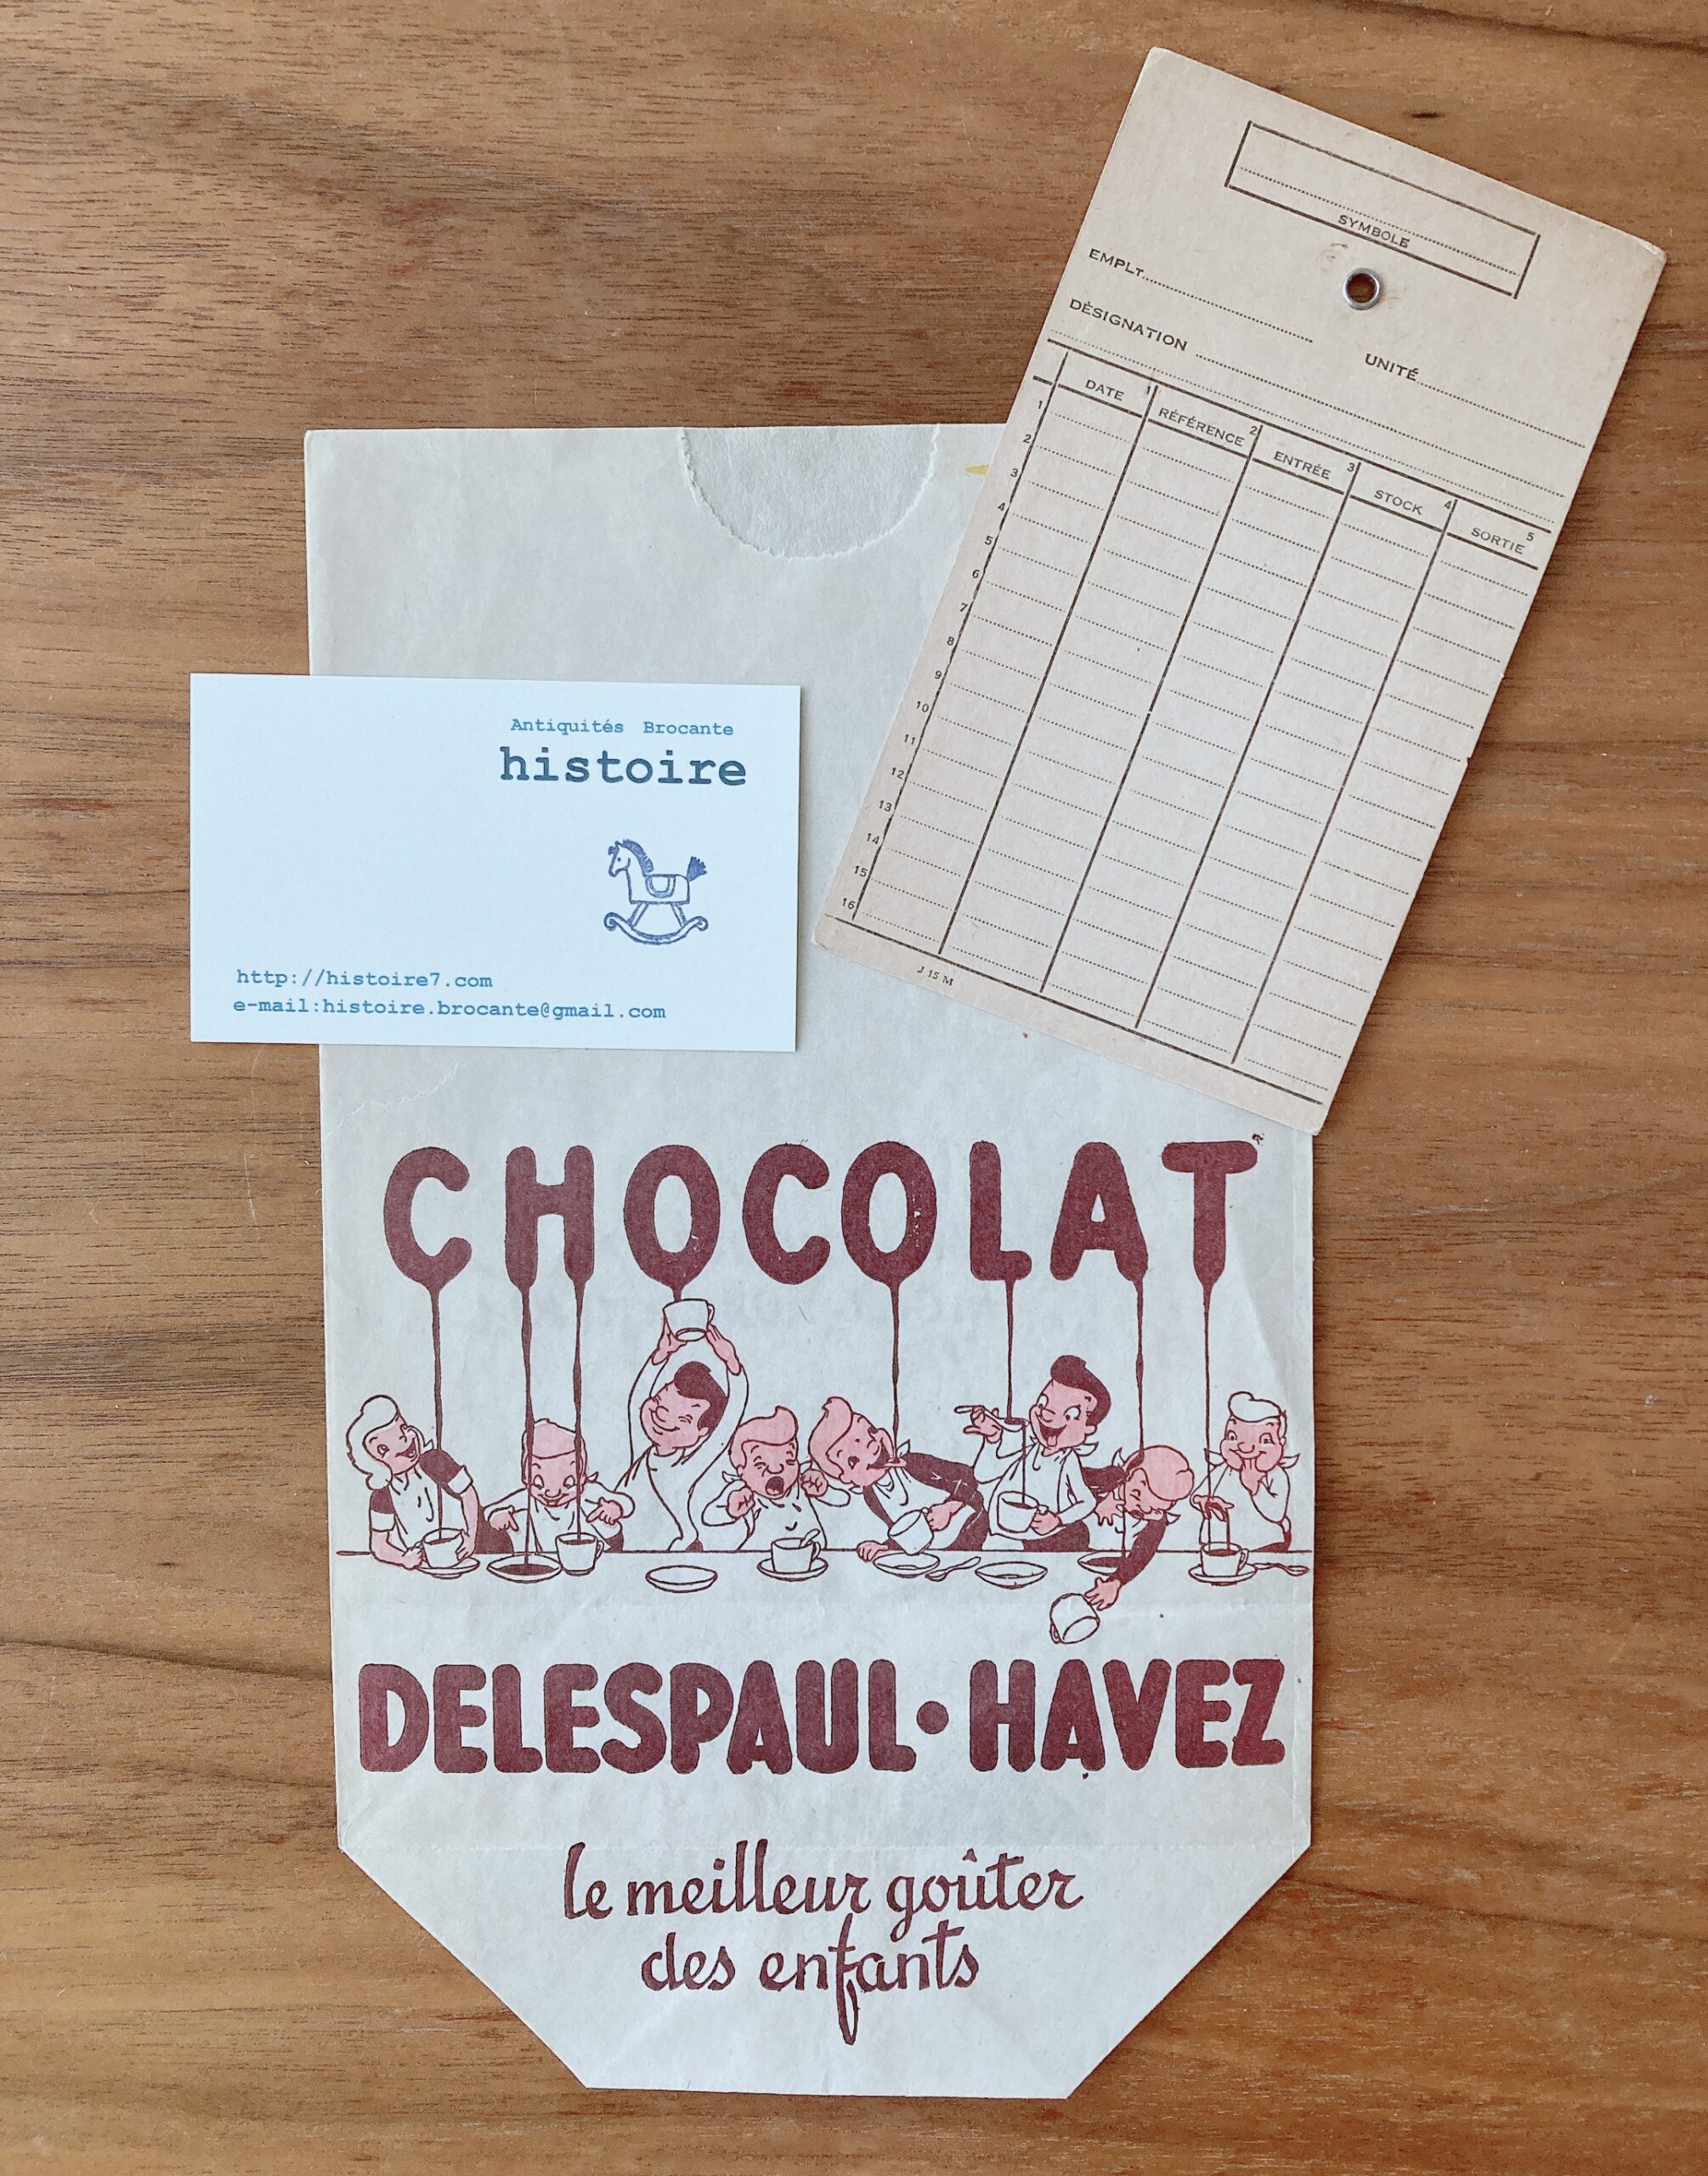 SYMBOLE
EMPLT.
DÈSIGNATION
UNITÉ
DATE 1 RÉFÉRENCE 2 ENTRÉE 3 STOCK 4 SORTIE 5
1
2
3
4
5
6
7
8
9
10
11
12
13
14
15
16
J 15 M
Antiquités Brocante
histoire
http://histoire7.com
e-mail:histoire.brocante@gmail.com
CHOCOLAT
DELESPAUL•HAVEZ
le meilleur goûter
des enfants